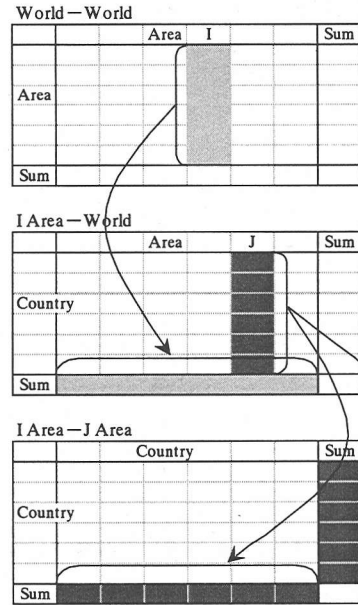 World—World
Area I Sum
Area
Sum
I Area—World
Area J Sum
Country
Sum
I Area—J Area
Country Sum
Country
Sum